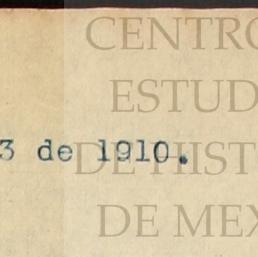 CENTRO
ESTUD
3 de 1910.
DE HIST
DE MEX